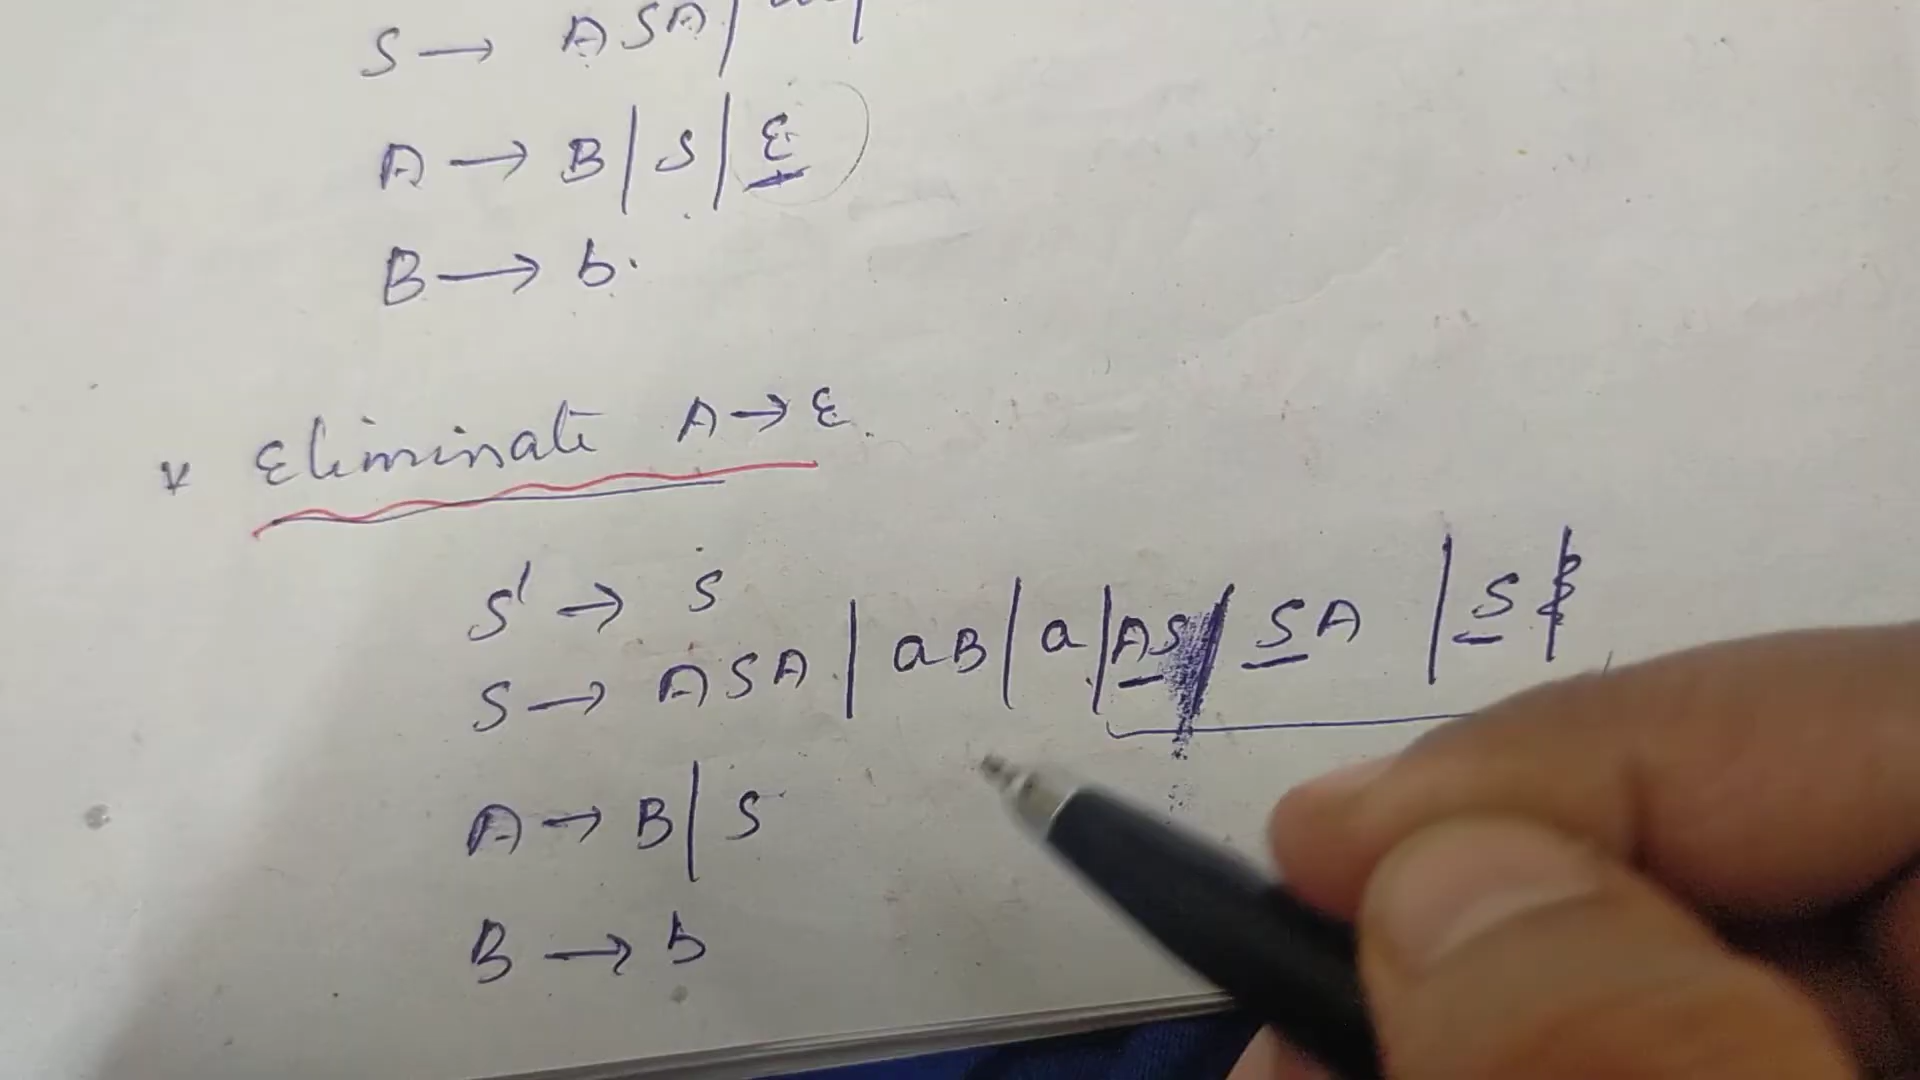 S → ASA |
A → B | S | ε
B → b.
* Eliminate A → ε.
S' → S
S → ASA | aB | a | AS | SA | S
A → B | S
B → b